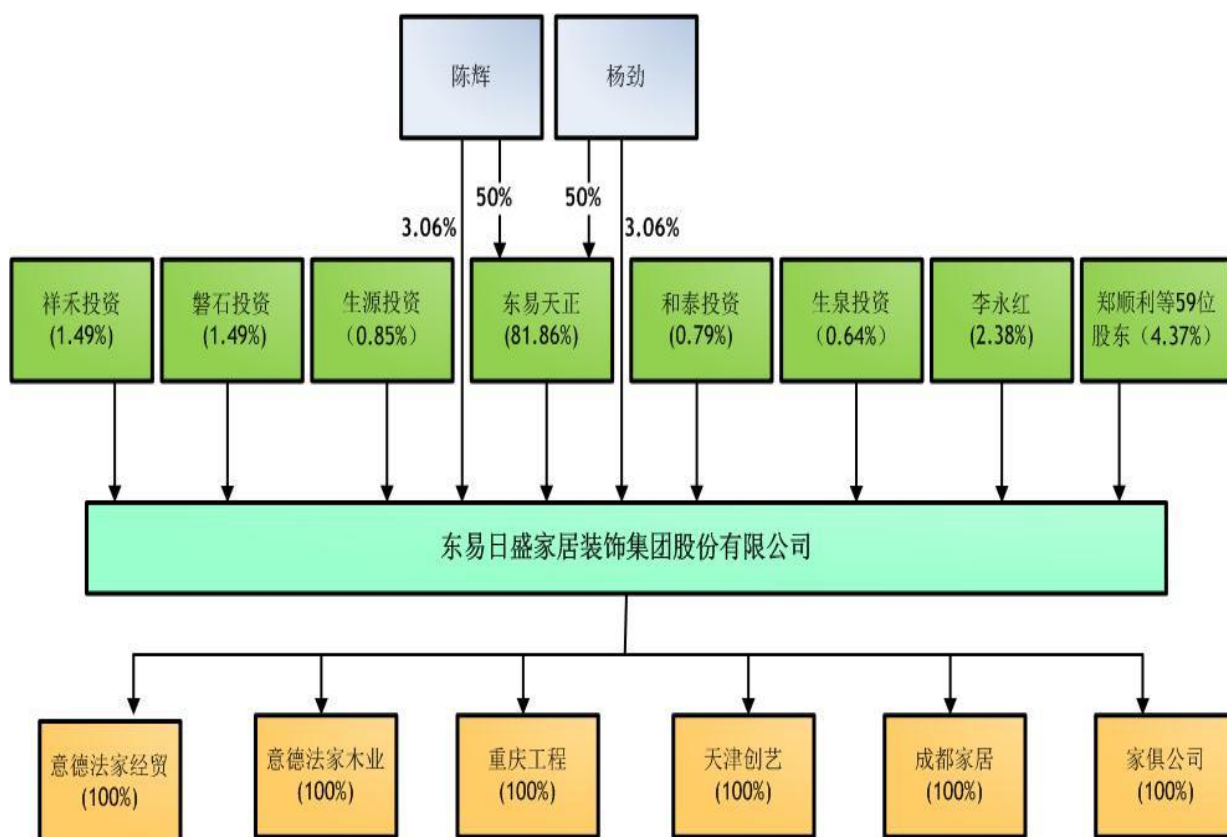 陈辉
杨劲
50%
50%
3.06%
3.06%
祥禾投资
(1.49%)
磐石投资
(1.49%)
生源投资
（0.85%）
东易天正
(81.86%)
和泰投资
(0.79%)
生泉投资
（0.64%）
李永红
(2.38%)
郑顺利等59位
股东（4.37%）
东易日盛家居装饰集团股份有限公司
意德法家经贸
(100%)
意德法家木业
(100%)
重庆工程
(100%)
天津创艺
(100%)
成都家居
(100%)
家俱公司
(100%)